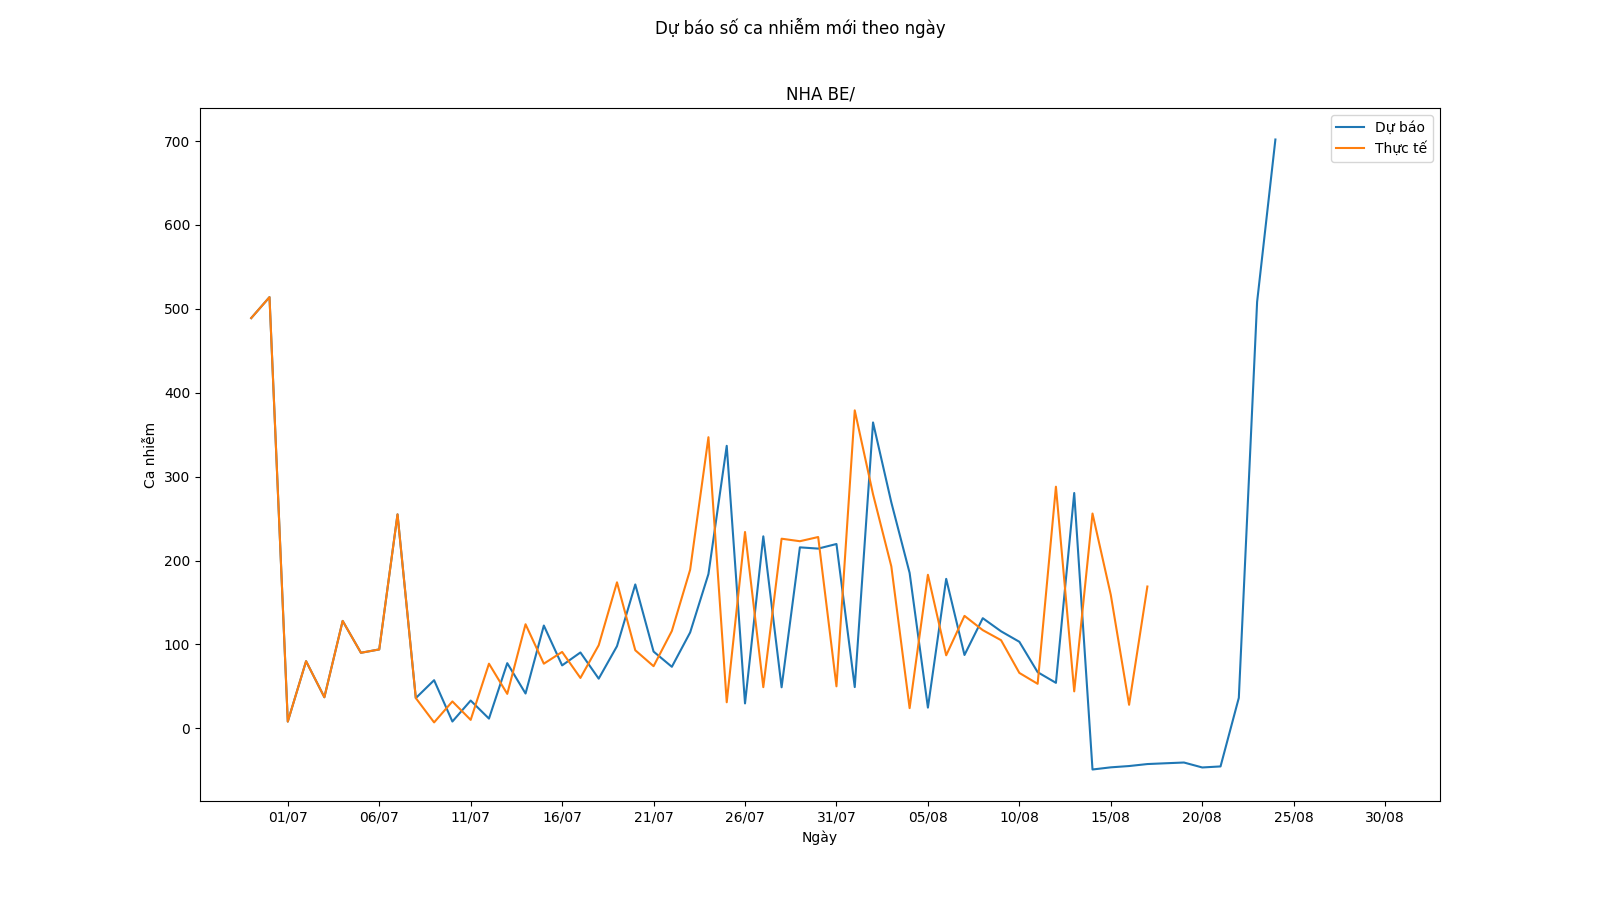 Dự báo số ca nhiễm mới theo ngày
NHA BE/
Dự báo
Thực tế
700
600
500
400
300
200
100
0
Ca nhiễm
01/07 06/07 11/07 16/07 21/07 26/07 31/07 05/08 10/08 15/08 20/08 25/08 30/08
Ngày